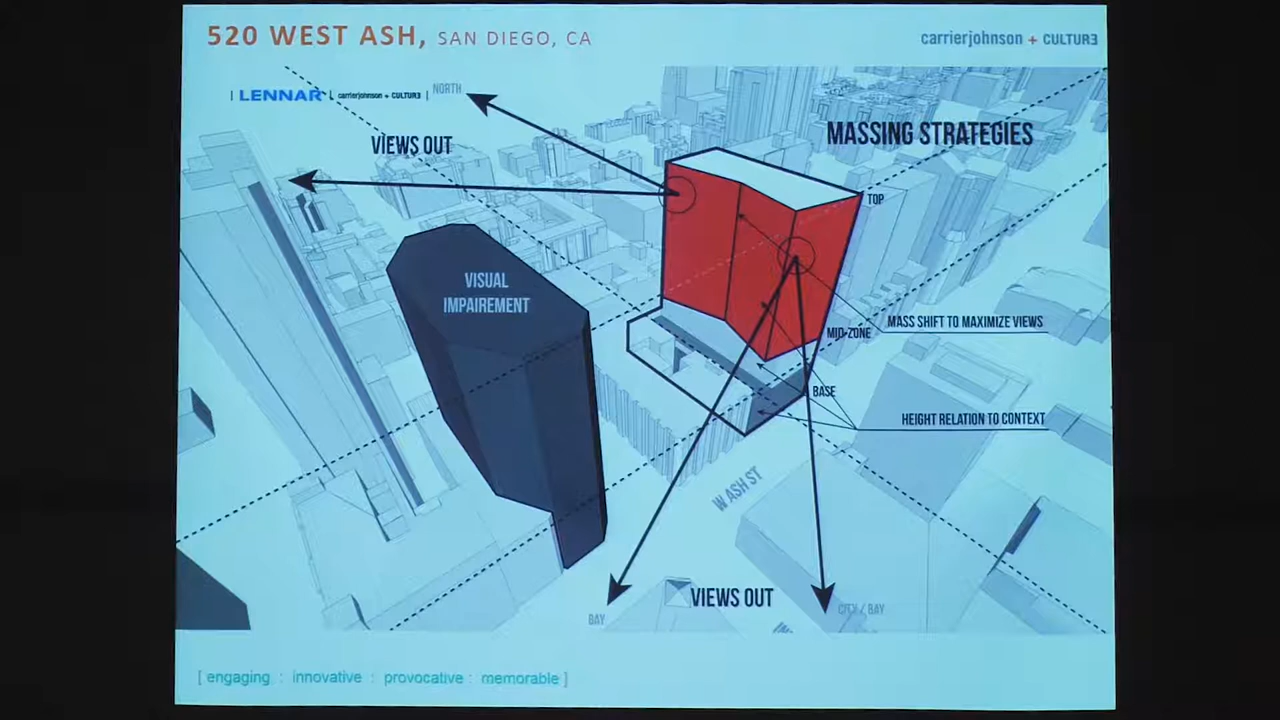 520 WEST ASH, SAN DIEGO, CA
carrierjohnson + CULTUR3
| LENNAR | carrierjohnson + CULTUR3 |
NORTH
VIEWS OUT
MASSING STRATEGIES
TOP
VISUAL
IMPAIREMENT
MASS SHIFT TO MAXIMIZE VIEWS
MID-ZONE
BASE
HEIGHT RELATION TO CONTEXT
W ASH ST
VIEWS OUT
BAY
CITY / BAY
[ engaging : innovative : provocative : memorable ]